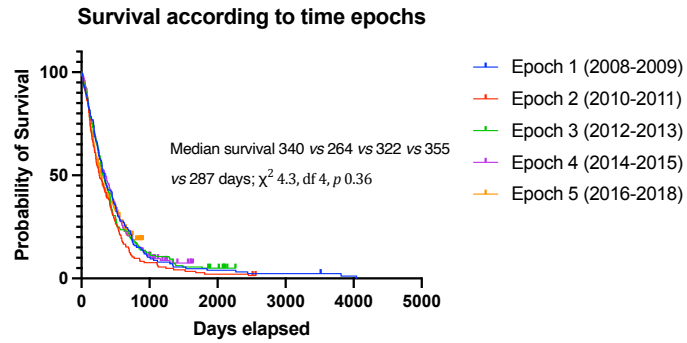 Survival according to time epochs
Probability of Survival
100
50
0
Median survival 340 vs 264 vs 322 vs 355
vs 287 days; χ² 4.3, df 4, p 0.36
0 1000 2000 3000 4000 5000
Days elapsed
Epoch 1 (2008-2009)
Epoch 2 (2010-2011)
Epoch 3 (2012-2013)
Epoch 4 (2014-2015)
Epoch 5 (2016-2018)